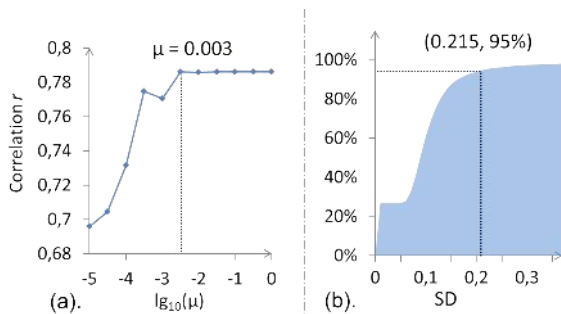 0,8
0,78
0,76
0,74
0,72
0,7
0,68
Correlation r
μ = 0.003
-5 -4 -3 -2 -1 0
(a). lg10(μ)
(0.215, 95%)
100%
80%
60%
40%
20%
0%
0 0,1 0,2 0,3
(b). SD